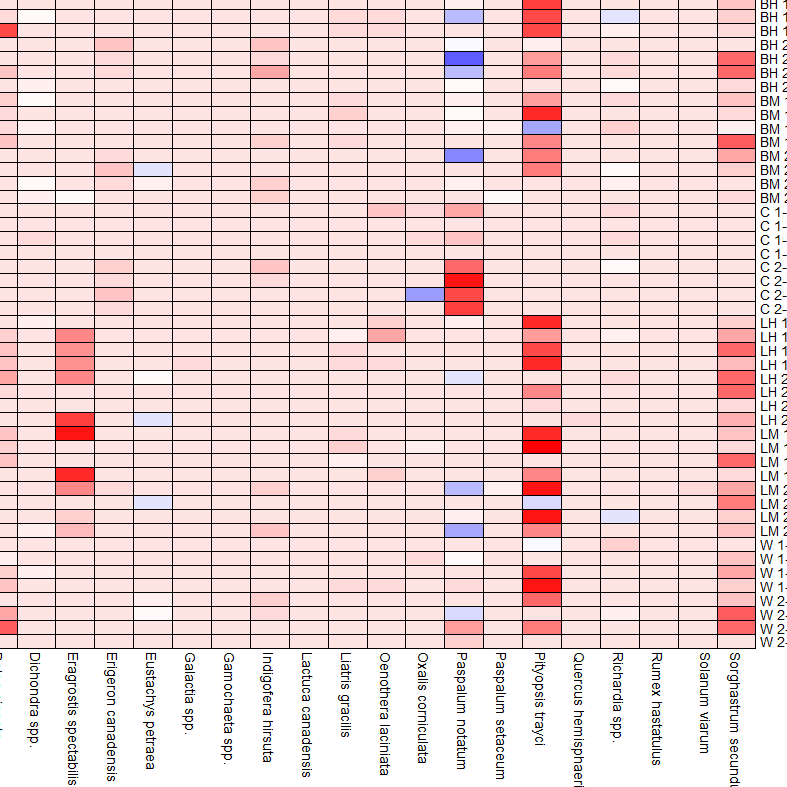 BH 1
BH 1
BH 1
BH 2
BH 2
BH 2
BH 2
BM 1
BM 1
BM 1
BM 1
BM 2
BM 2
BM 2
BM 2
C 1-
C 1-
C 1-
C 1-
C 2-
C 2-
C 2-
C 2-
LH 1
LH 1
LH 1
LH 1
LH 2
LH 2
LH 2
LH 2
LM 1
LM 1
LM 1
LM 1
LM 2
LM 2
LM 2
LM 2
W 1-
W 1-
W 1-
W 1-
W 2-
W 2-
W 2-
W 2-
Dichondra spp.
Eragrostis spectabilis
Erigeron canadensis
Eustachys petraea
Galactia spp.
Gamochaeta spp.
Indigofera hirsuta
Lactuca canadensis
Liatris gracilis
Oenothera laciniata
Oxalis corniculata
Paspalum notatum
Paspalum setaceum
Pityopsis trayci
Quercus hemisphaeri
Richardia spp.
Rumex hastatulus
Solanum viarum
Sorghastrum secundu